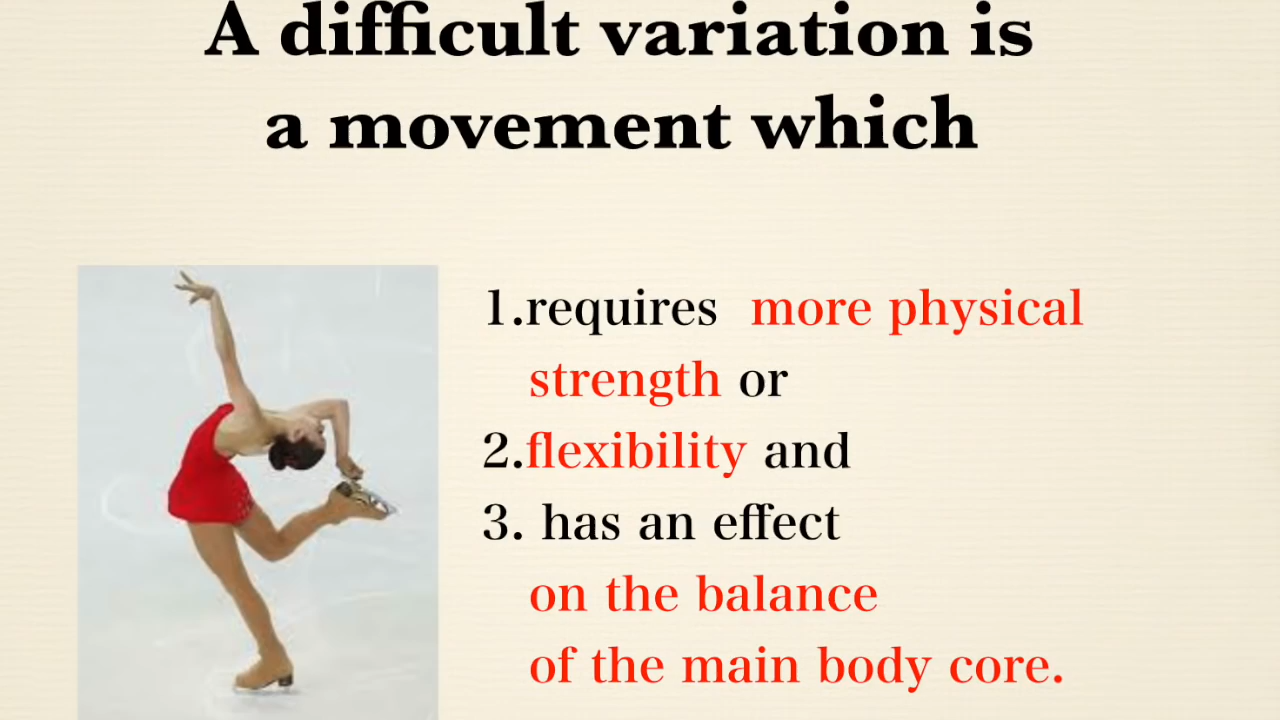 A difficult variation is
a movement which
1.requires more physical
strength or
2.flexibility and
3. has an effect
on the balance
of the main body core.